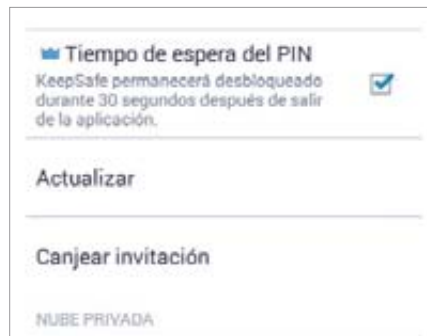 Tiempo de espera del PIN
KeepSafe permanecerá desbloqueado
durante 30 segundos después de salir
de la aplicación.
Actualizar
Canjear invitación
NUBE PRIVADA